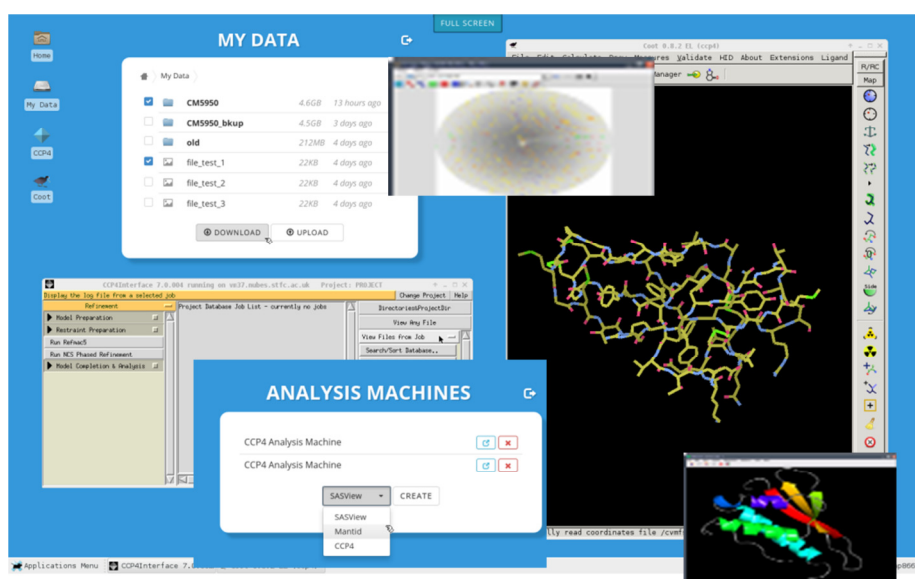 FULL SCREEN
Home
My Data
CCP4
Coot
MY DATA
My Data
CM5950 4.6GB 13 hours ago
CM5950_bkup 4.5GB 3 days ago
old 212MB 4 days ago
file_test_1 22KB 4 days ago
file_test_2 22KB 4 days ago
file_test_3 22KB 4 days ago
DOWNLOAD UPLOAD
Coot 0.8.2 EL (ccp4)
Validate HID About Extensions Ligand
R/RC
Map
Side
CCP4Interface 7.0.004 running on vm37.nubes.stfc.ac.uk Project: PROJECT
Display the log file from a selected job
Change Project Help
Refinement
Model Preparation
Restraint Preparation
Run Refmac5
Run NCS Phased Refinement
Model Completion & Analysis
Project Database Job List - currently no jobs
Directories&ProjectDir
View Any File
View Files from Job
Search/Sort Database..
ANALYSIS MACHINES
CCP4 Analysis Machine
CCP4 Analysis Machine
SASView CREATE
SASView
Mantid
CCP4
read coordinates file
Applications Menu
CCP4Interface